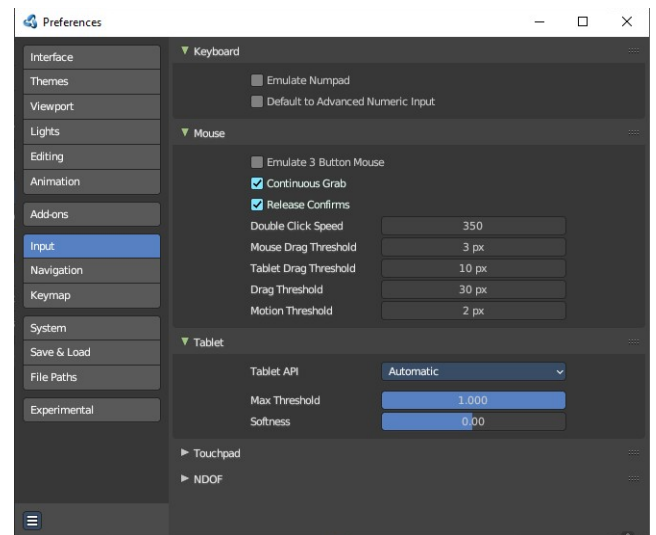 Preferences
Interface
Themes
Viewport
Lights
Editing
Animation
Add-ons
Input
Navigation
Keymap
System
Save & Load
File Paths
Experimental
Keyboard
Emulate Numpad
Default to Advanced Numeric Input
Mouse
Emulate 3 Button Mouse
Continuous Grab
Release Confirms
Double Click Speed 350
Mouse Drag Threshold 3 px
Tablet Drag Threshold 10 px
Drag Threshold 30 px
Motion Threshold 2 px
Tablet
Tablet API Automatic
Max Threshold 1.000
Softness 0.00
Touchpad
NDOF